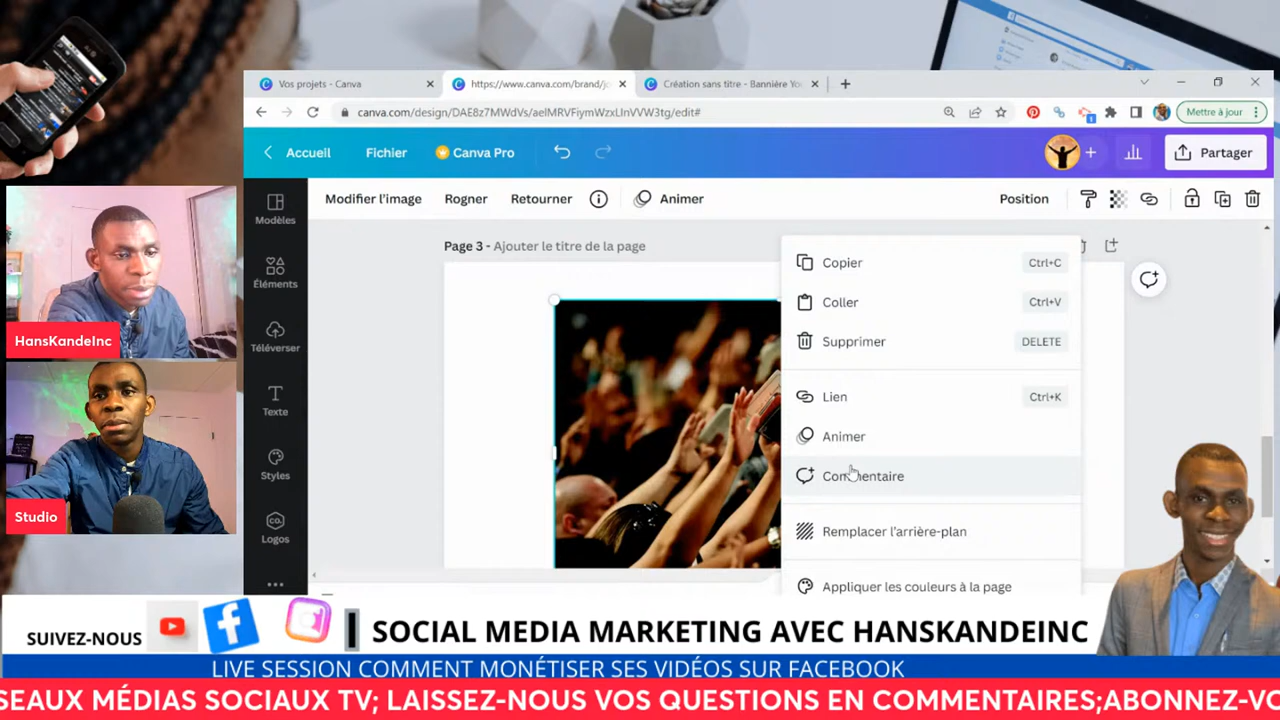 Vos projets - Canva
https://www.canva.com/brand/jo
Création sans titre - Bannière Yo
canva.com/design/DAE8z7MWdVs/aelMRVFiymWzxLInVVW3tg/edit#
Mettre à jour
Accueil
Fichier
Canva Pro
Partager
Modifier l'image
Rogner
Retourner
Animer
Position
Modèles
Éléments
Téléverser
Texte
Styles
CO.
Logos
Page 3 - Ajouter le titre de la page
Copier Ctrl+C
Coller Ctrl+V
Supprimer DELETE
Lien Ctrl+K
Animer
Commentaire
Remplacer l'arrière-plan
Appliquer les couleurs à la page
HansKandeInc
Studio
SUIVEZ-NOUS
SOCIAL MEDIA MARKETING AVEC HANSKANDEINC
LIVE SESSION COMMENT MONÉTISER SES VIDÉOS SUR FACEBOOK
SEAUX MÉDIAS SOCIAUX TV; LAISSEZ-NOUS VOS QUESTIONS EN COMMENTAIRES;ABONNEZ-VO